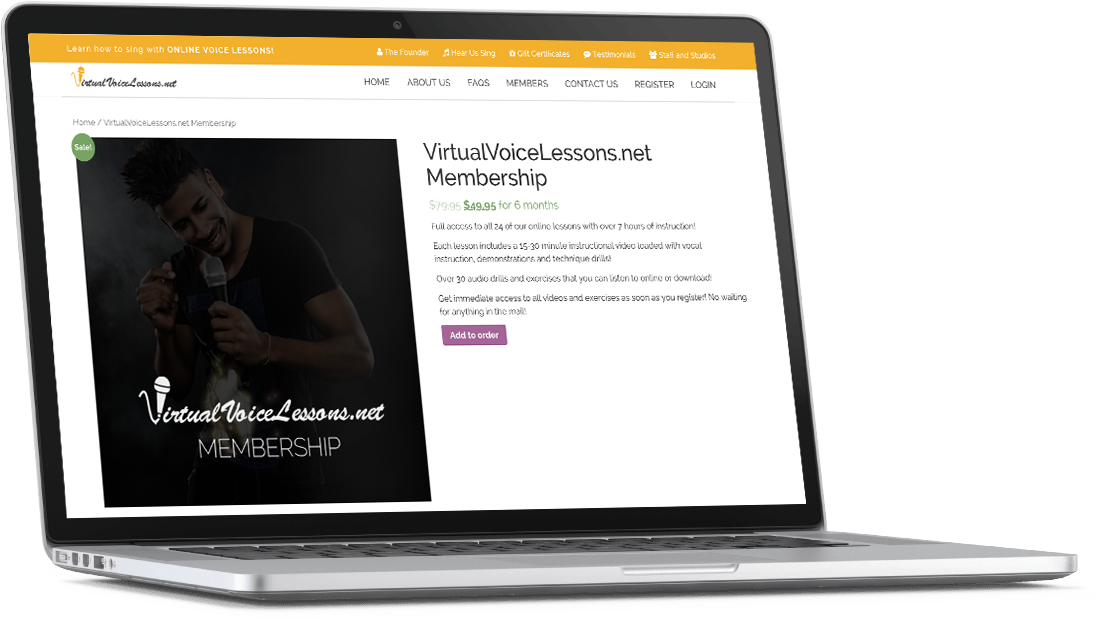 Learn how to sing with ONLINE VOICE LESSONS!
The Founder Hear Us Sing Gift Certificates Testimonials Staff and Studios
VirtualVoiceLessons.net
HOME ABOUT US FAQS MEMBERS CONTACT US REGISTER LOGIN
Home / VirtualVoiceLessons.net Membership
Sale!
VirtualVoiceLessons.net
MEMBERSHIP
VirtualVoiceLessons.net
Membership
$79.95 $49.95 for 6 months
Full access to all 24 of our online lessons with over 7 hours of instruction!
Each lesson includes a 15-30 minute instructional video loaded with vocal
instruction, demonstrations and technique drills!
Over 30 audio drills and exercises that you can listen to online or download!
Get immediate access to all videos and exercises as soon as you register! No waiting
for anything in the mail!
Add to order